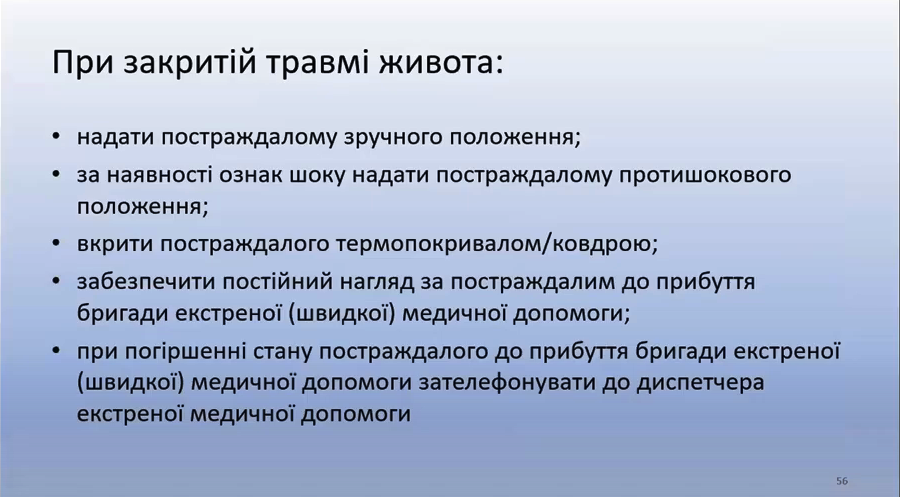 При закритій травмі живота:
• надати постраждалому зручного положення;
• за наявності ознак шоку надати постраждалому протишокового
положення;
• вкрити постраждалого термопокривалом/ковдрою;
• забезпечити постійний нагляд за постраждалим до прибуття
бригади екстреної (швидкої) медичної допомоги;
• при погіршенні стану постраждалого до прибуття бригади екстреної
(швидкої) медичної допомоги зателефонувати до диспетчера
екстреної медичної допомоги
56